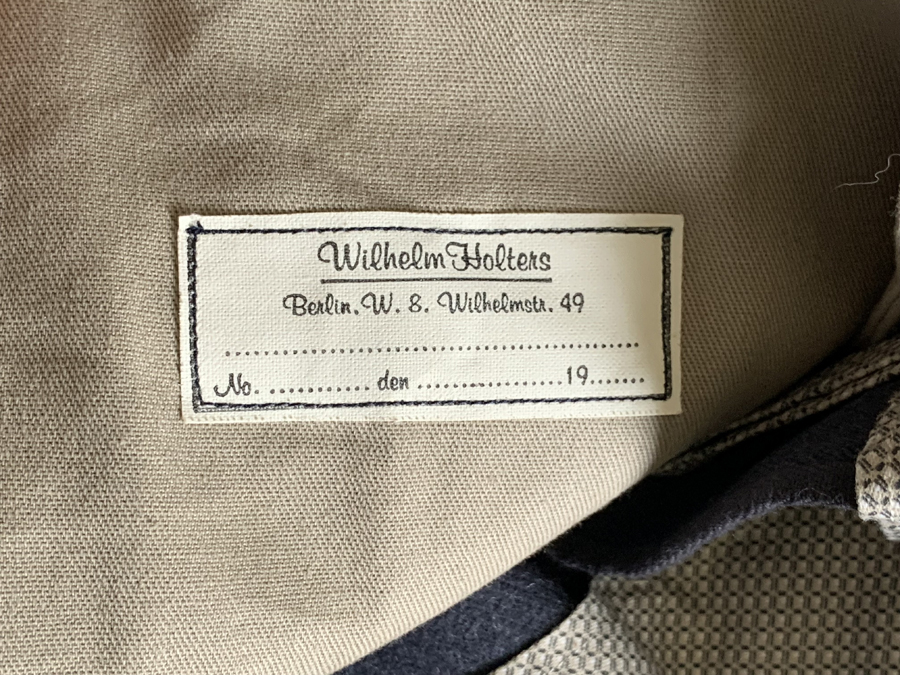 Wilhelm Holters
Berlin. W. 8. Wilhelmstr. 49
.......................................................
No. ............ den ..................19.......